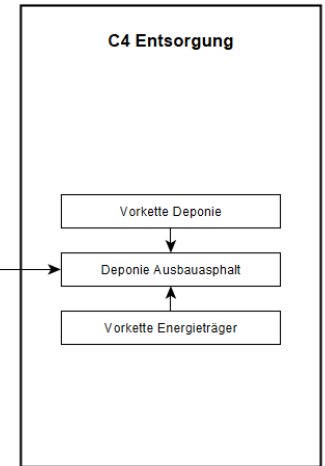 C4 Entsorgung
Vorkette Deponie
Deponie Ausbauasphalt
Vorkette Energieträger